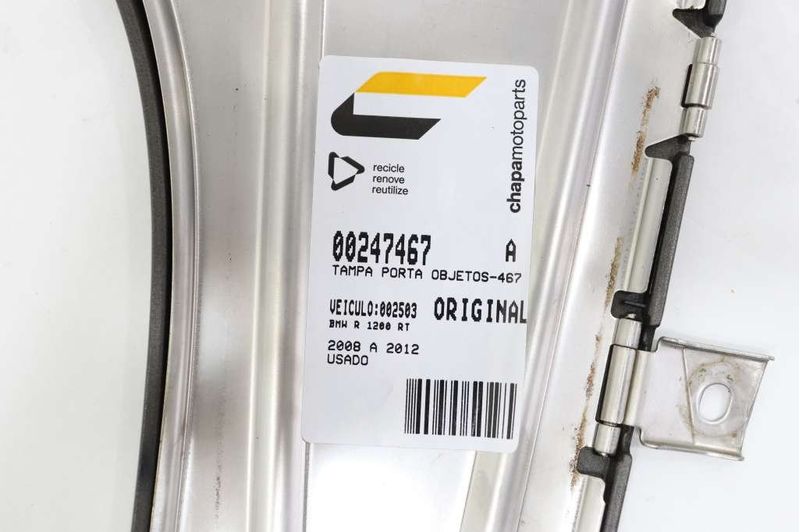 chapamotoparts
recicle
renove
reutilize
00247467 A
TAMPA PORTA OBJETOS-467
VEICULO:002503 ORIGINAL
BMW R 1200 RT
2008 A 2012
USADO